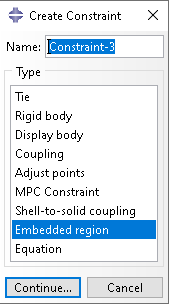 Create Constraint
Name: Constraint-3
Type
Tie
Rigid body
Display body
Coupling
Adjust points
MPC Constraint
Shell-to-solid coupling
Embedded region
Equation
Continue... Cancel